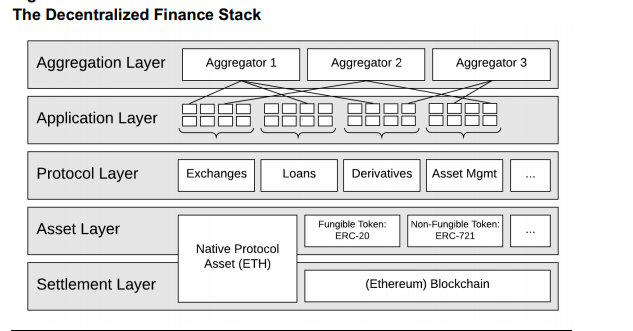 The Decentralized Finance Stack
Aggregation Layer
Aggregator 1
Aggregator 2
Aggregator 3
Application Layer
Protocol Layer
Exchanges
Loans
Derivatives
Asset Mgmt
...
Asset Layer
Native Protocol
Asset (ETH)
Fungible Token:
ERC-20
Non-Fungible Token:
ERC-721
...
Settlement Layer
(Ethereum) Blockchain